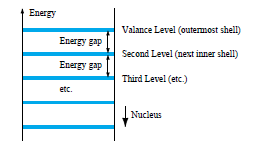 Energy
Valance Level (outermost shell)
Energy gap
Second Level (next inner shell)
Energy gap
Third Level (etc.)
etc.
Nucleus